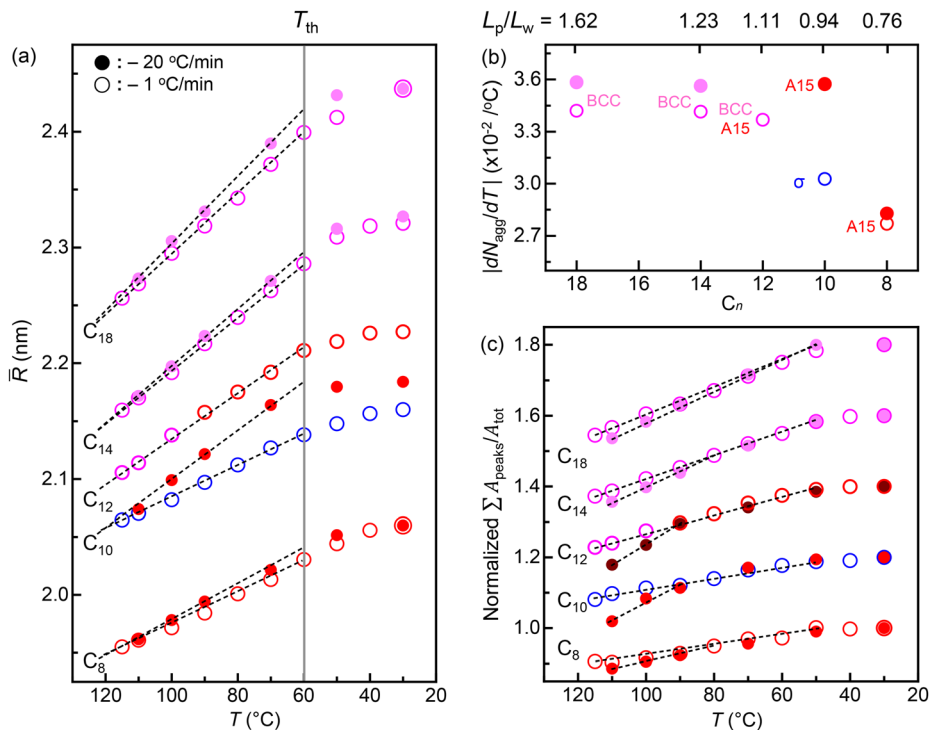 T_th
(a)
: – 20 °C/min
: – 1 °C/min
2.4
2.3
2.2
2.1
2.0
R̄ (nm)
C₁₈
C₁₄
C₁₂
C₁₀
C₈
120 100 80 60 40 20
T (°C)
L_p/L_w = 1.62 1.23 1.11 0.94 0.76
(b)
3.6
3.3
3.0
2.7
|dN_agg/dT| (x10⁻² /°C)
BCC
BCC
BCC
A15
A15
σ
A15
18 16 14 12 10 8
Cn
(c)
1.8
1.6
1.4
1.2
1.0
Normalized ∑ A_peaks/A_tot
C₁₈
C₁₄
C₁₂
C₁₀
C₈
120 100 80 60 40 20
T (°C)